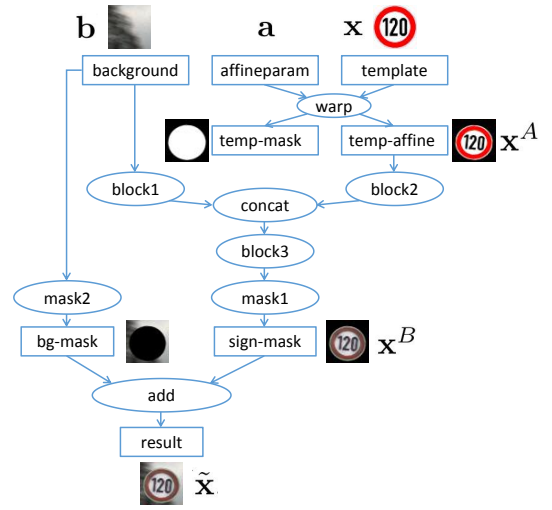 b a x 120
background affineparam template
warp
temp-mask temp-affine 120 x^A
block1 block2
concat
block3
mask2 mask1
bg-mask sign-mask 120 x^B
add
result
120 x̃